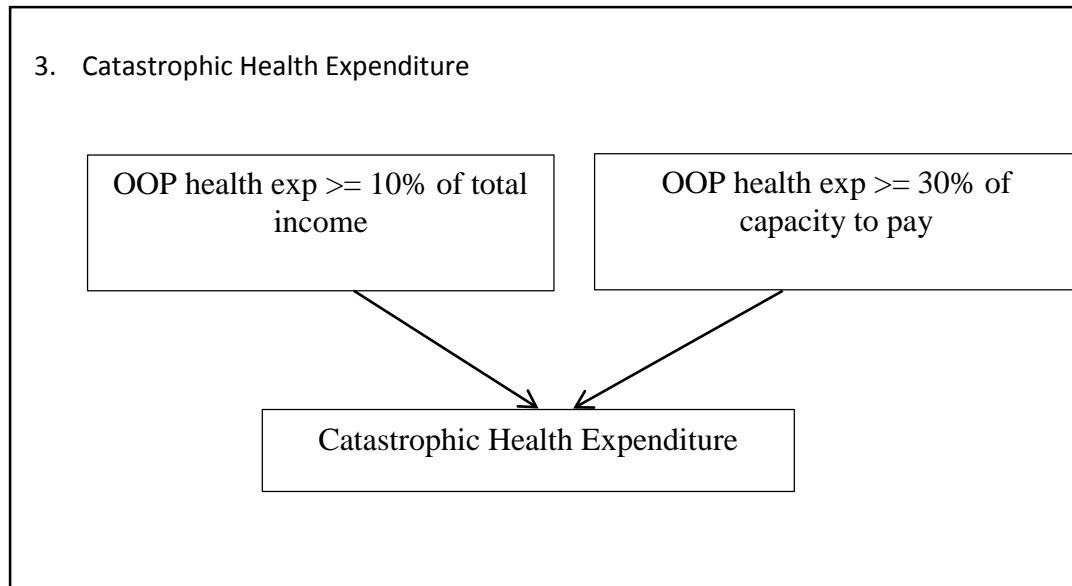 3. Catastrophic Health Expenditure
OOP health exp >= 10% of total
income
OOP health exp >= 30% of
capacity to pay
Catastrophic Health Expenditure